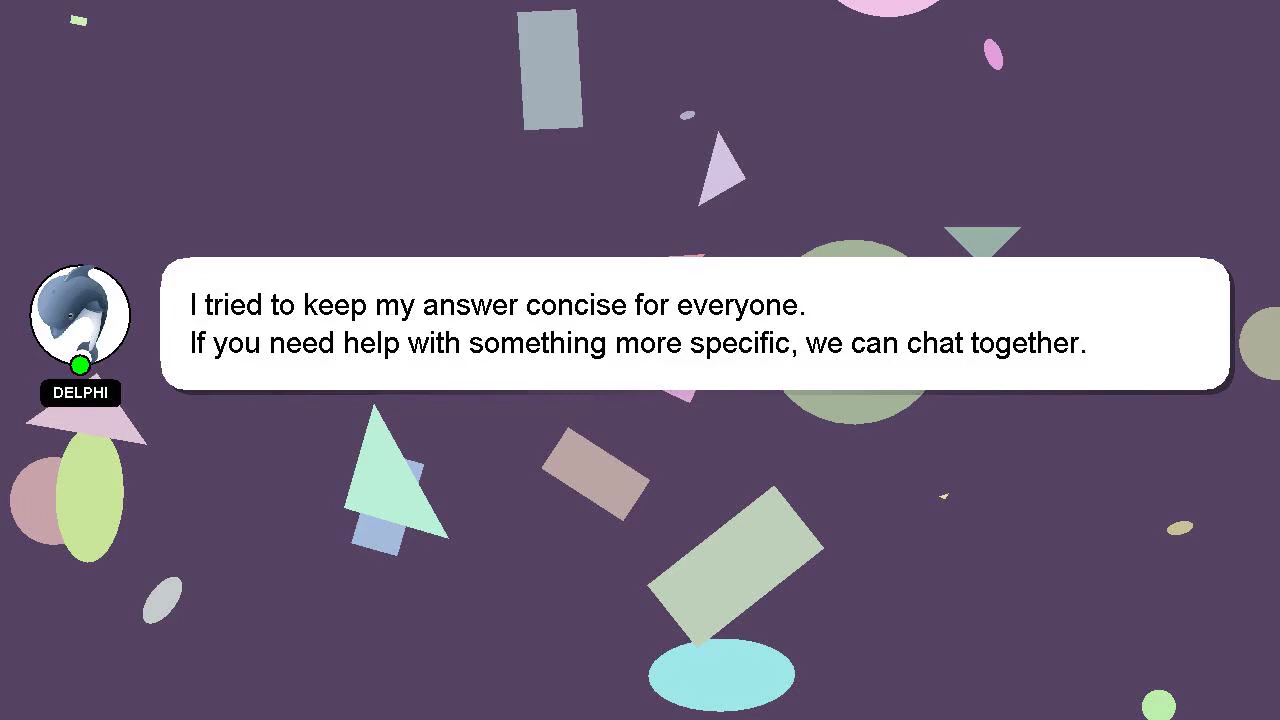 I tried to keep my answer concise for everyone.
If you need help with something more specific, we can chat together.
DELPHI